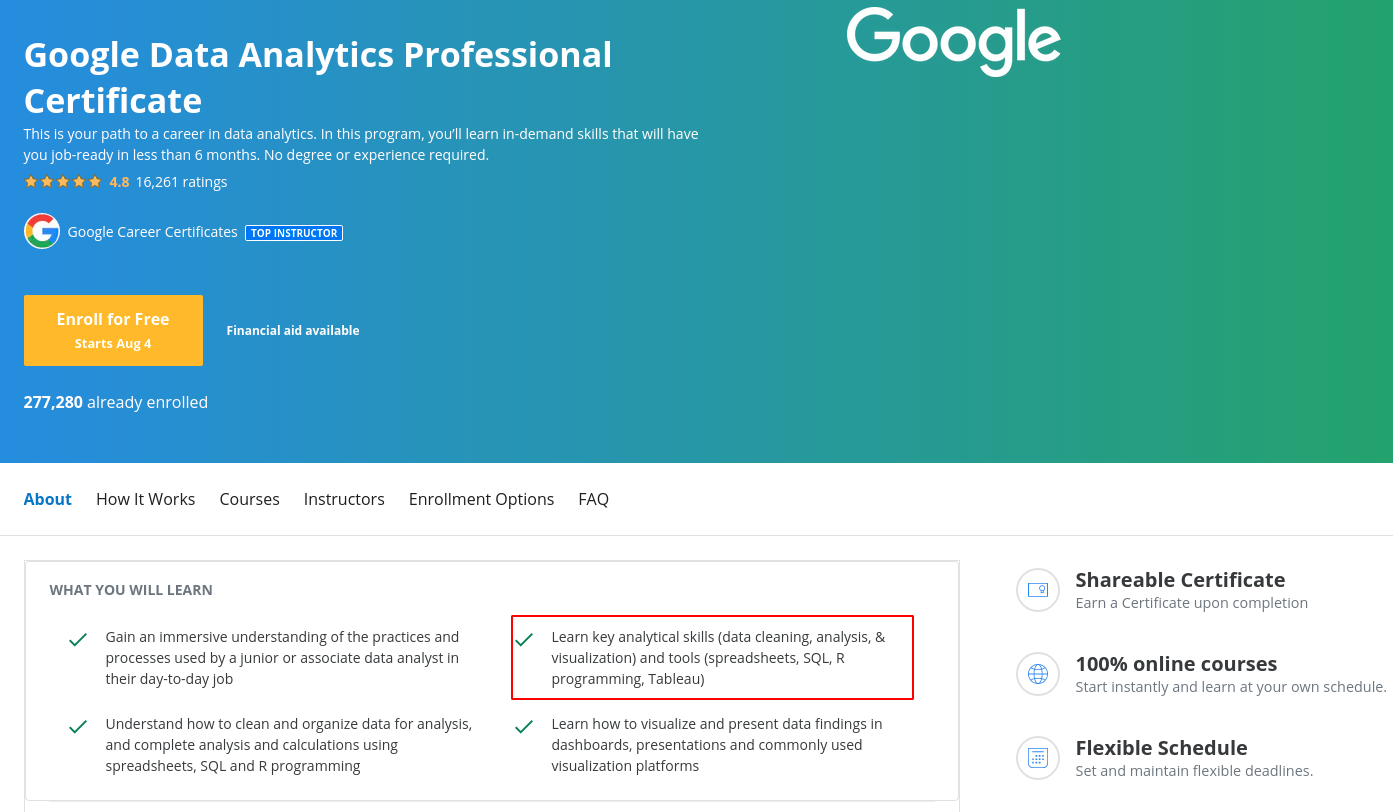 Google
Google Data Analytics Professional
Certificate
This is your path to a career in data analytics. In this program, you’ll learn in-demand skills that will have
you job-ready in less than 6 months. No degree or experience required.
4.8 16,261 ratings
Google Career Certificates TOP INSTRUCTOR
Enroll for Free
Starts Aug 4
Financial aid available
277,280 already enrolled
About How It Works Courses Instructors Enrollment Options FAQ
WHAT YOU WILL LEARN
Gain an immersive understanding of the practices and
processes used by a junior or associate data analyst in
their day-to-day job
Learn key analytical skills (data cleaning, analysis, &
visualization) and tools (spreadsheets, SQL, R
programming, Tableau)
Understand how to clean and organize data for analysis,
and complete analysis and calculations using
spreadsheets, SQL and R programming
Learn how to visualize and present data findings in
dashboards, presentations and commonly used
visualization platforms
Shareable Certificate
Earn a Certificate upon completion
100% online courses
Start instantly and learn at your own schedule.
Flexible Schedule
Set and maintain flexible deadlines.